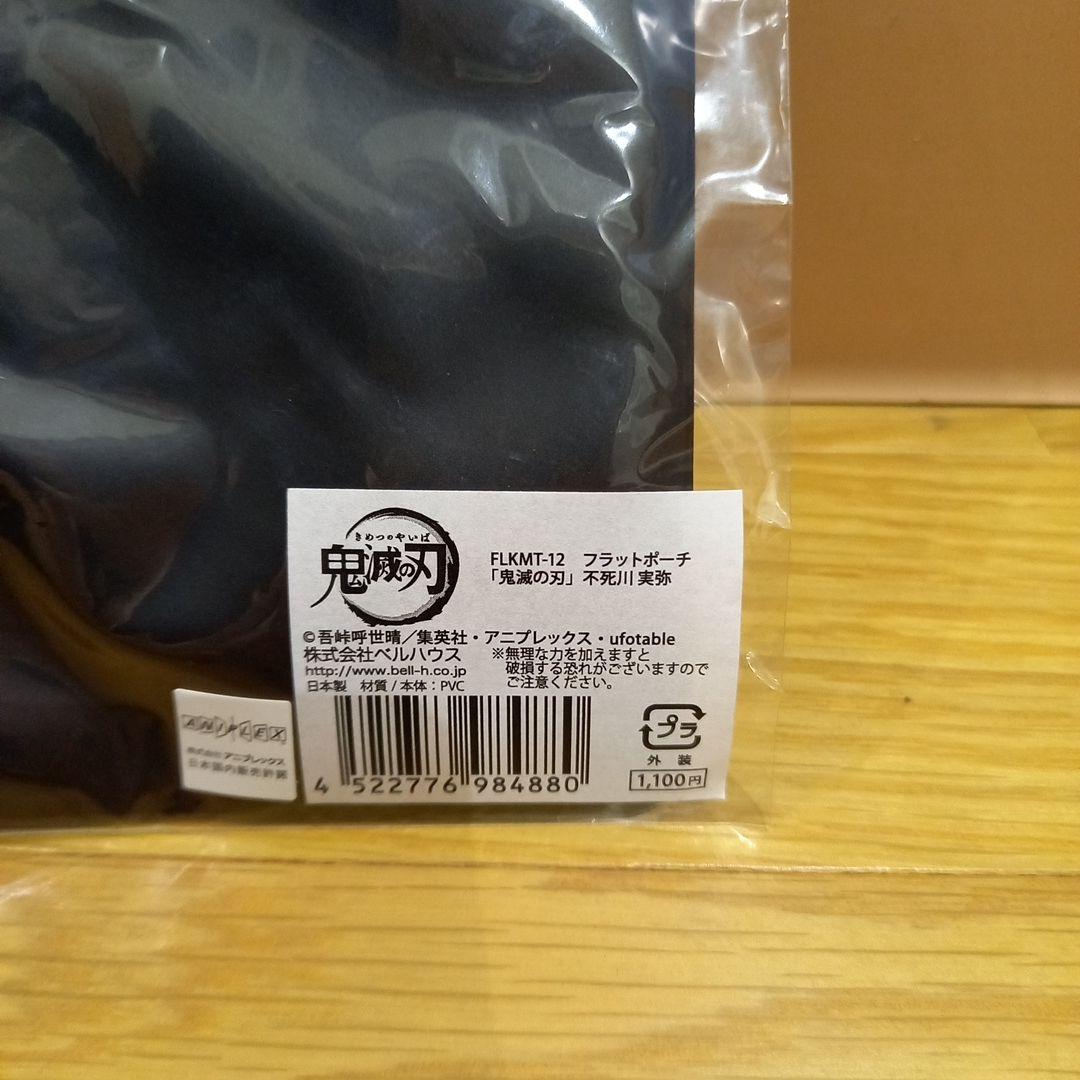 きめつのやいば
鬼滅の刃
FLKMT-12　フラットポーチ
「鬼滅の刃」不死川 実弥
©吾峠呼世晴／集英社・アニプレックス・ufotable
株式会社ベルハウス
http://www.bell-h.co.jp
日本製　材質 / 本体：PVC
※無理な力を加えますと
破損する恐れがございますので
ご注意ください。
4 522776 984880
プラ
外 装
1,100円
ANIPLEX
株式会社 アニプレックス
日本国内販売許諾